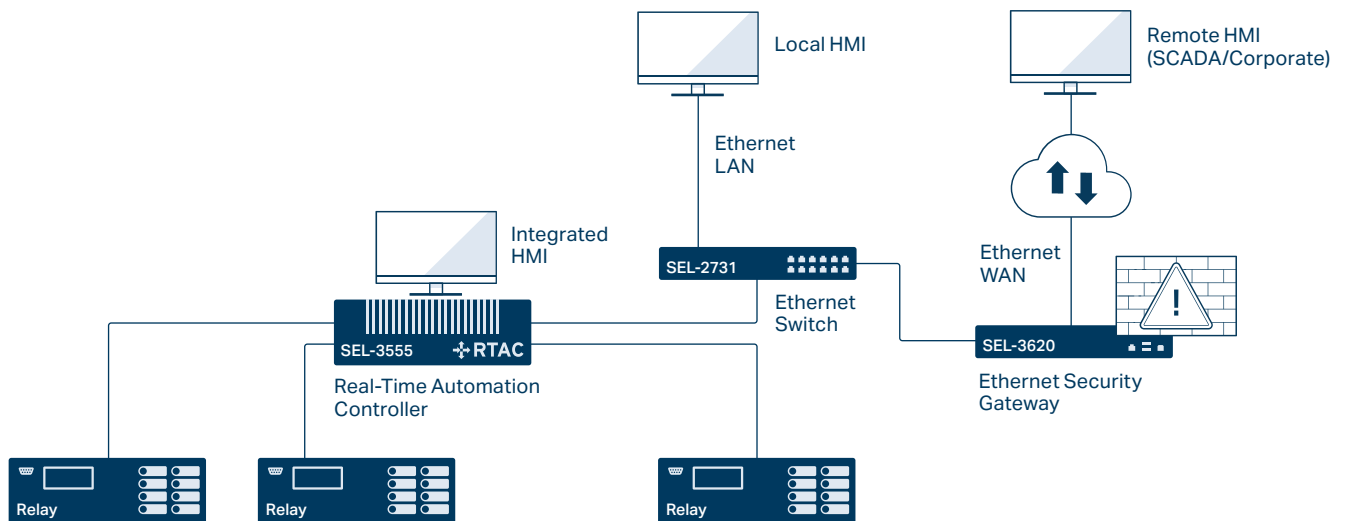 Local HMI
Remote HMI
(SCADA/Corporate)
Ethernet
LAN
Integrated
HMI
Ethernet
WAN
SEL-2731
Ethernet
Switch
!
SEL-3555
RTAC
SEL-3620
Real-Time Automation
Controller
Ethernet Security
Gateway
Relay
Relay
Relay